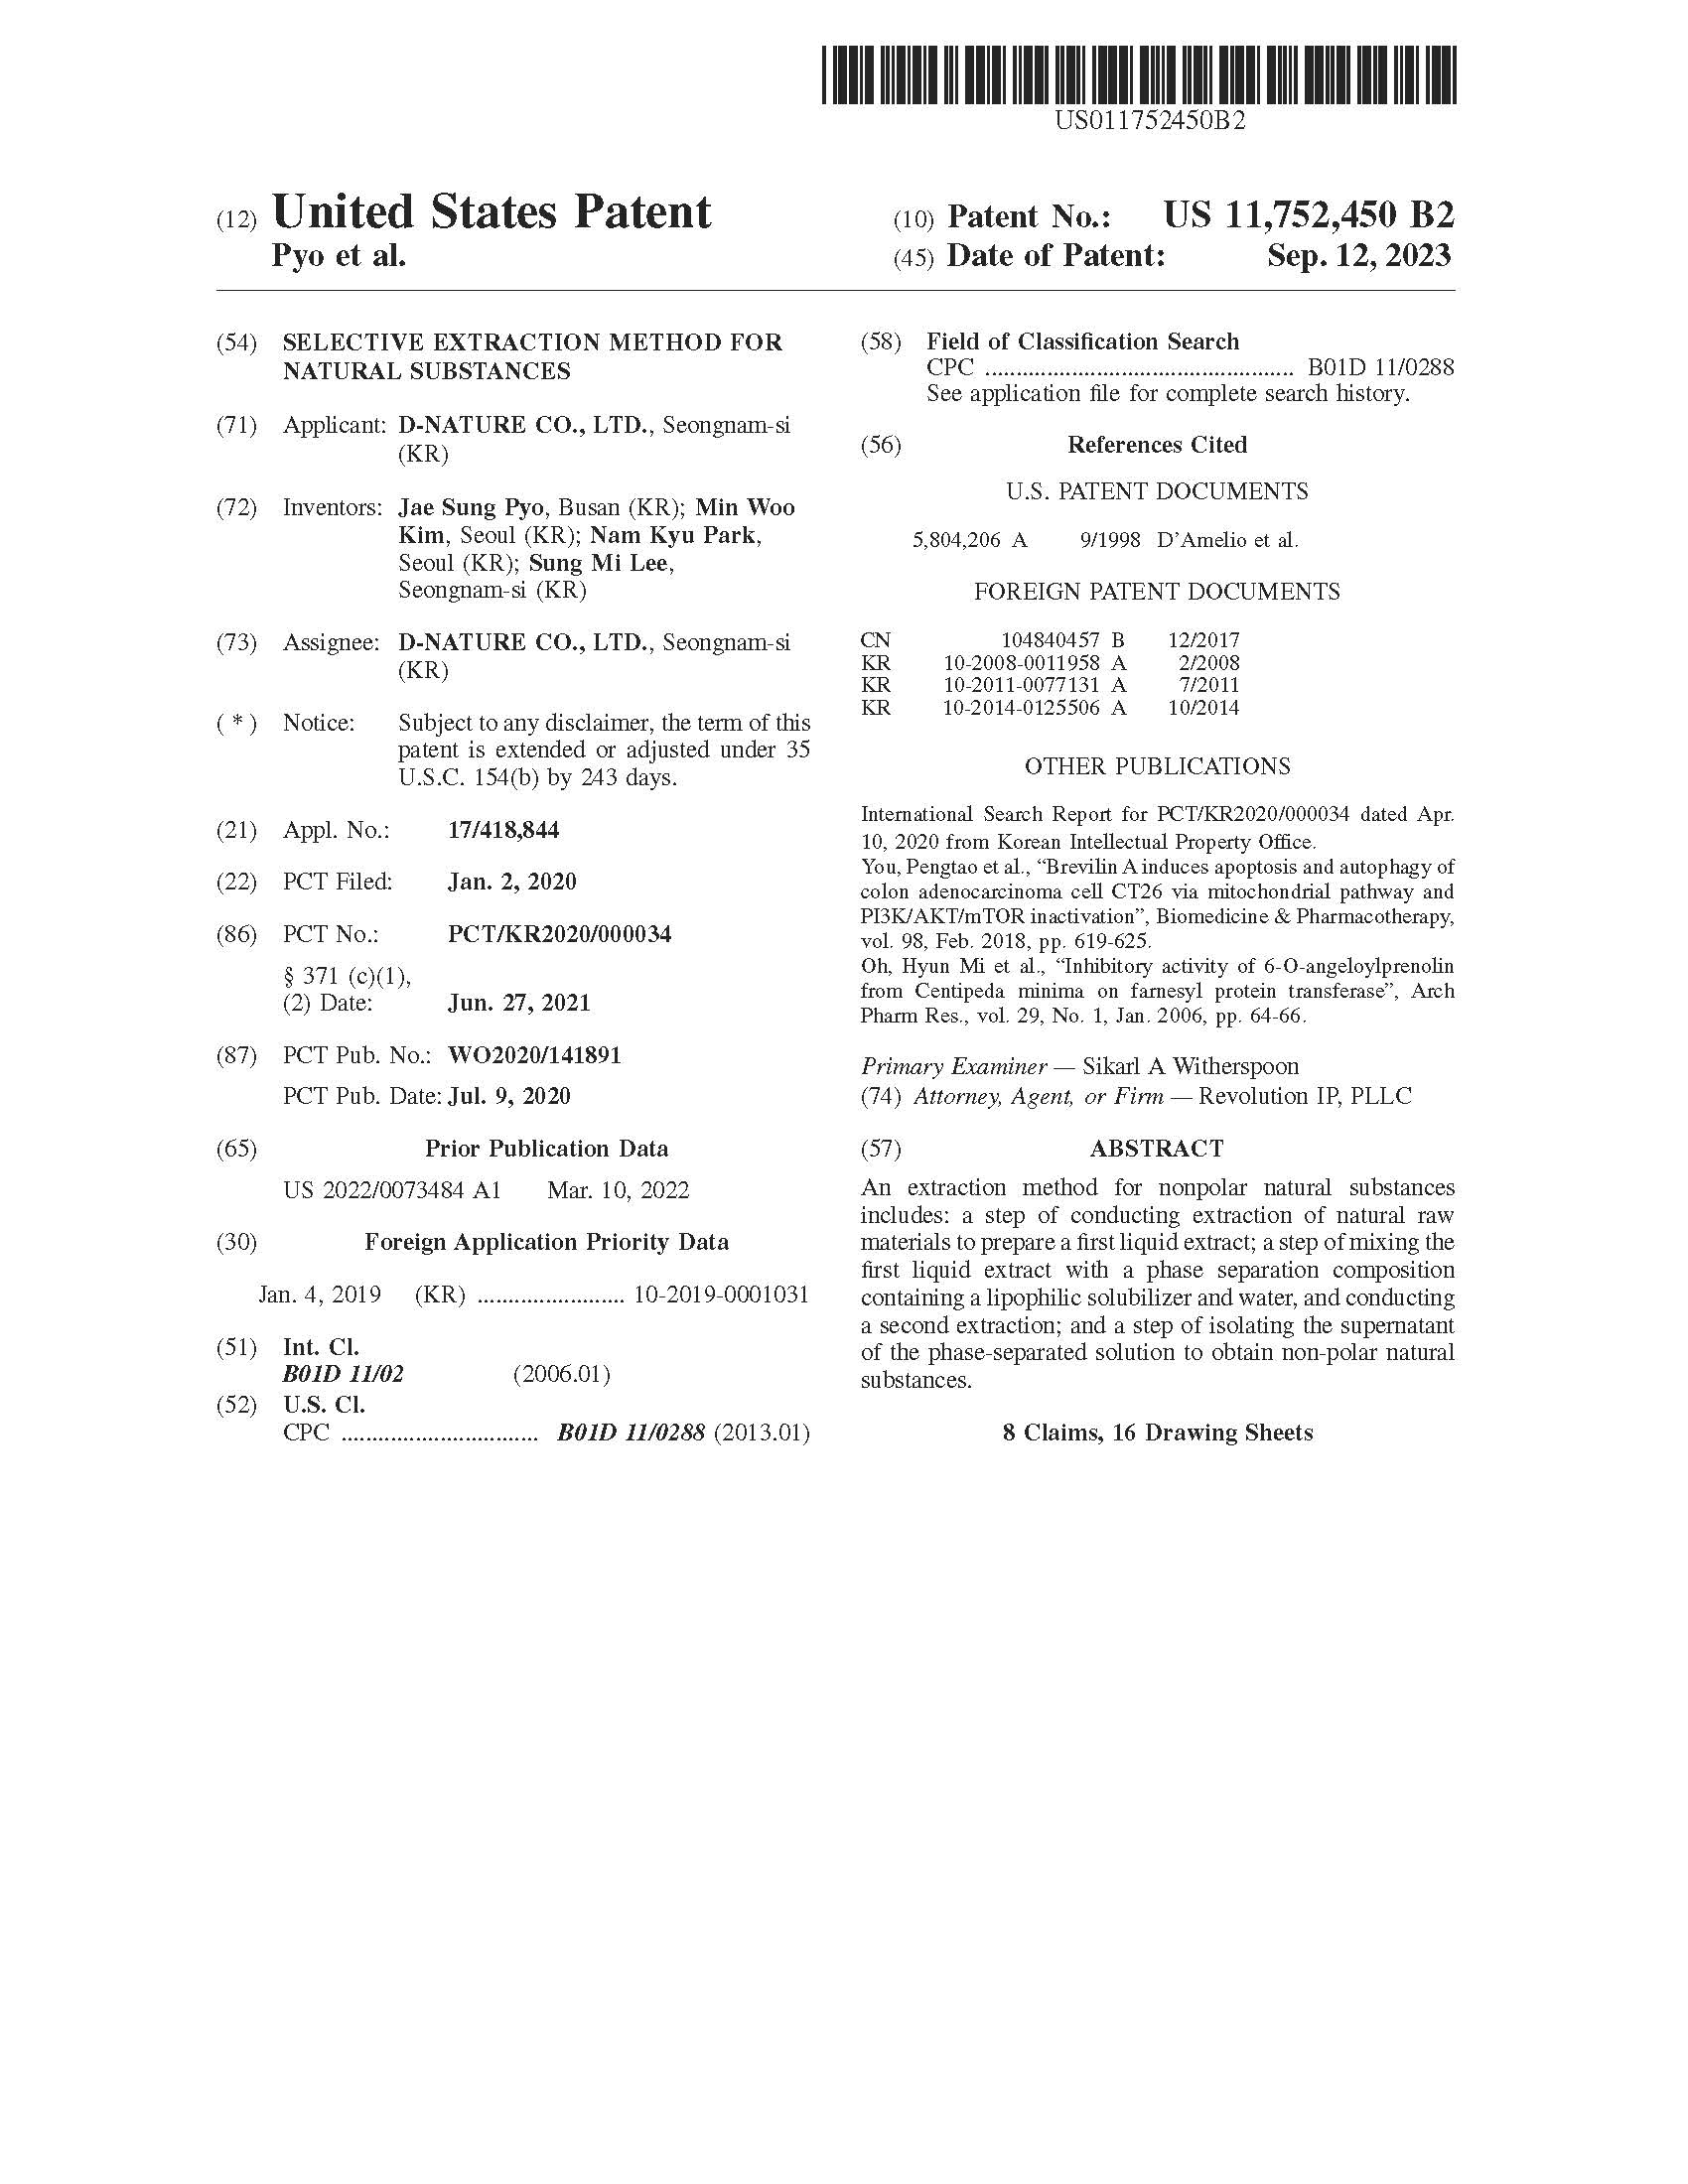 US011752450B2
(12) United States Patent
Pyo et al.
(10) Patent No.: US 11,752,450 B2
(45) Date of Patent: Sep. 12, 2023
(54) SELECTIVE EXTRACTION METHOD FOR
NATURAL SUBSTANCES
(71) Applicant: D-NATURE CO., LTD., Seongnam-si
(KR)
(72) Inventors: Jae Sung Pyo, Busan (KR); Min Woo
Kim, Seoul (KR); Nam Kyu Park,
Seoul (KR); Sung Mi Lee,
Seongnam-si (KR)
(73) Assignee: D-NATURE CO., LTD., Seongnam-si
(KR)
( * ) Notice: Subject to any disclaimer, the term of this
patent is extended or adjusted under 35
U.S.C. 154(b) by 243 days.
(21) Appl. No.: 17/418,844
(22) PCT Filed: Jan. 2, 2020
(86) PCT No.: PCT/KR2020/000034
§ 371 (c)(1),
(2) Date: Jun. 27, 2021
(87) PCT Pub. No.: WO2020/141891
PCT Pub. Date: Jul. 9, 2020
(65) Prior Publication Data
US 2022/0073484 A1 Mar. 10, 2022
(30) Foreign Application Priority Data
Jan. 4, 2019 (KR) ........................ 10-2019-0001031
(51) Int. Cl.
B01D 11/02 (2006.01)
(52) U.S. Cl.
CPC ................................ B01D 11/0288 (2013.01)
(58) Field of Classification Search
CPC .................................................. B01D 11/0288
See application file for complete search history.
(56) References Cited
U.S. PATENT DOCUMENTS
5,804,206 A 9/1998 D'Amelio et al.
FOREIGN PATENT DOCUMENTS
CN 104840457 B 12/2017
KR 10-2008-0011958 A 2/2008
KR 10-2011-0077131 A 7/2011
KR 10-2014-0125506 A 10/2014
OTHER PUBLICATIONS
International Search Report for PCT/KR2020/000034 dated Apr.
10, 2020 from Korean Intellectual Property Office.
You, Pengtao et al., “Brevilin A induces apoptosis and autophagy of
colon adenocarcinoma cell CT26 via mitochondrial pathway and
PI3K/AKT/mTOR inactivation”, Biomedicine & Pharmacotherapy,
vol. 98, Feb. 2018, pp. 619-625.
Oh, Hyun Mi et al., “Inhibitory activity of 6-O-angeloylprenolin
from Centipeda minima on farnesyl protein transferase”, Arch
Pharm Res., vol. 29, No. 1, Jan. 2006, pp. 64-66.
Primary Examiner — Sikarl A Witherspoon
(74) Attorney, Agent, or Firm — Revolution IP, PLLC
(57) ABSTRACT
An extraction method for nonpolar natural substances
includes: a step of conducting extraction of natural raw
materials to prepare a first liquid extract; a step of mixing the
first liquid extract with a phase separation composition
containing a lipophilic solubilizer and water, and conducting
a second extraction; and a step of isolating the supernatant
of the phase-separated solution to obtain non-polar natural
substances.
8 Claims, 16 Drawing Sheets